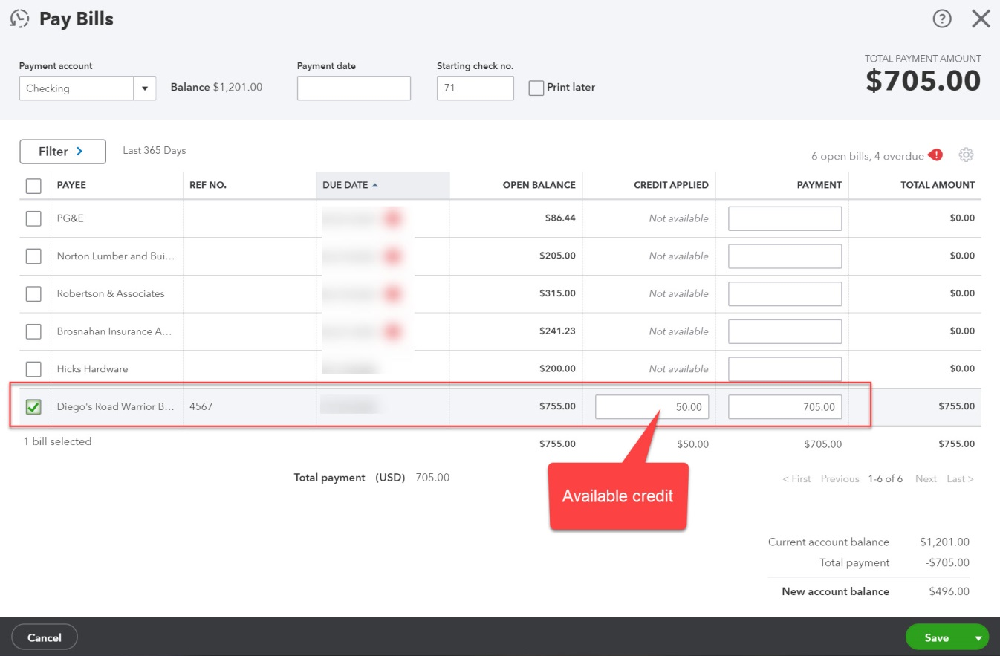 Pay Bills
TOTAL PAYMENT AMOUNT
$705.00
Payment account
Payment date
Starting check no.
Checking
Balance $1,201.00
71
Print later
Filter >
Last 365 Days
6 open bills, 4 overdue !
PAYEE REF NO. DUE DATE OPEN BALANCE CREDIT APPLIED PAYMENT TOTAL AMOUNT
PG&E $86.44 Not available $0.00
Norton Lumber and Bui... $205.00 Not available $0.00
Robertson & Associates $315.00 Not available $0.00
Brosnahan Insurance A... $241.23 Not available $0.00
Hicks Hardware $200.00 Not available $0.00
Diego's Road Warrior B... 4567 $755.00 50.00 705.00 $755.00
1 bill selected $755.00 $50.00 $705.00 $755.00
Total payment (USD) 705.00
< First Previous 1-6 of 6 Next Last >
Available credit
Current account balance $1,201.00
Total payment -$705.00
New account balance $496.00
Cancel
Save